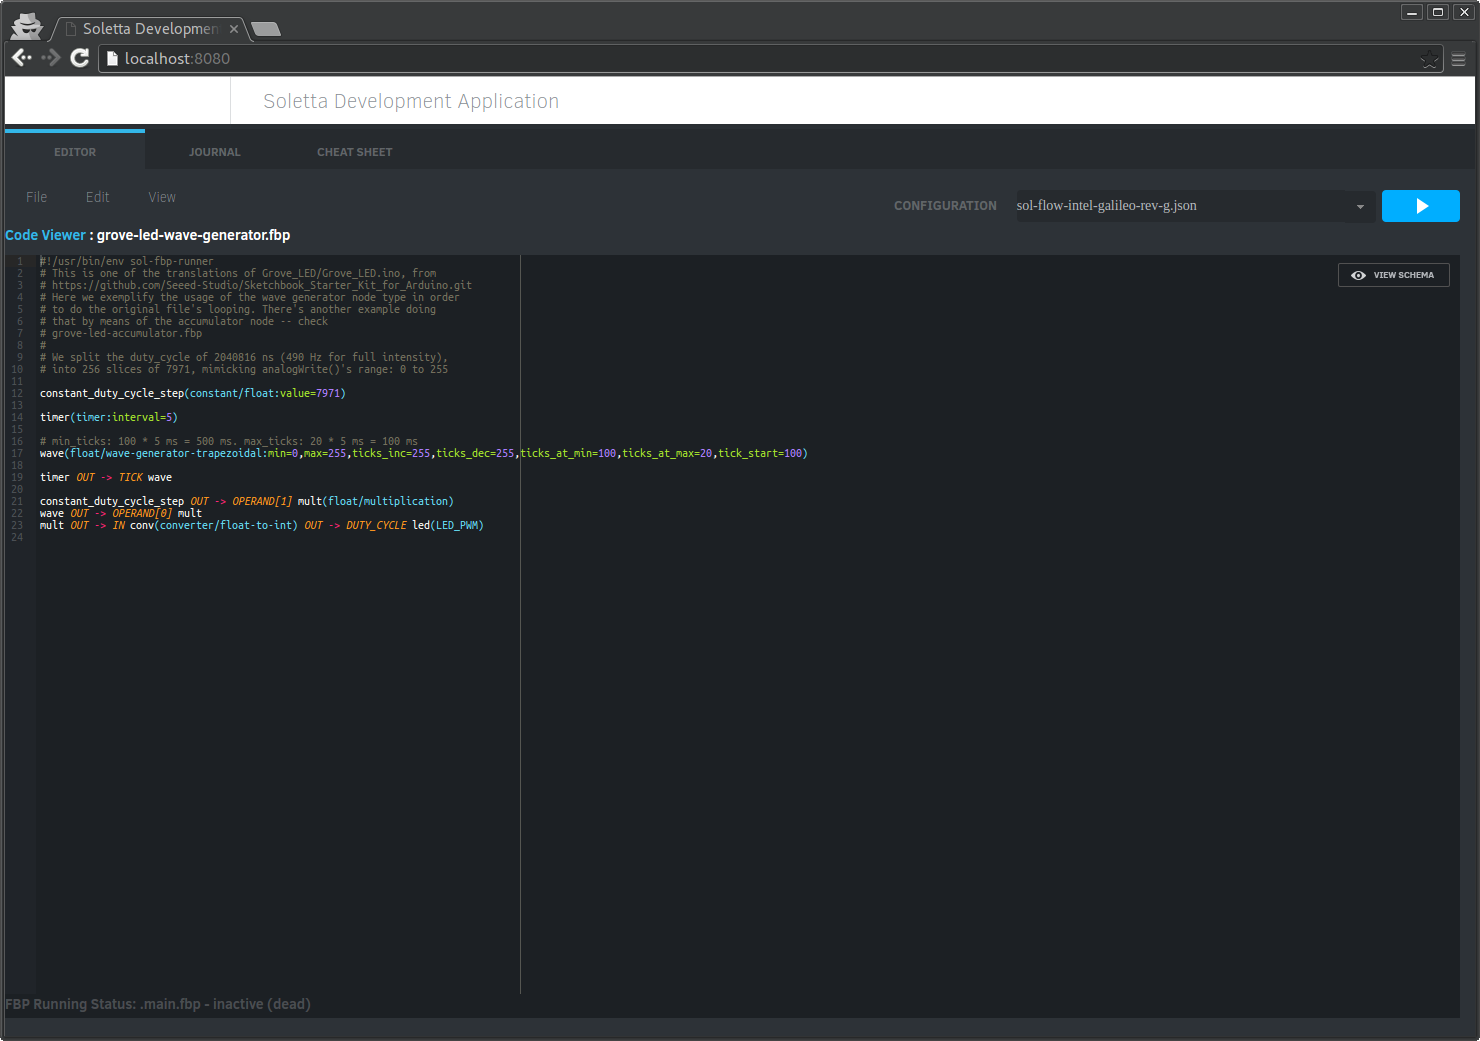 Soletta Developmen
localhost:8080
Soletta Development Application
EDITOR JOURNAL CHEAT SHEET
File Edit View
CONFIGURATION sol-flow-intel-galileo-rev-g.json
Code Viewer : grove-led-wave-generator.fbp
VIEW SCHEMA
1 #!/usr/bin/env sol-fbp-runner
2 # This is one of the translations of Grove_LED/Grove_LED.ino, from
3 # https://github.com/Seeed-Studio/Sketchbook_Starter_Kit_for_Arduino.git
4 # Here we exemplify the usage of the wave generator node type in order
5 # to do the original file's looping. There's another example doing
6 # that by means of the accumulator node -- check
7 # grove-led-accumulator.fbp
8 #
9 # We split the duty_cycle of 2040816 ns (490 Hz for full intensity),
10 # into 256 slices of 7971, mimicking analogWrite()'s range: 0 to 255
11
12 constant_duty_cycle_step(constant/float:value=7971)
13
14 timer(timer:interval=5)
15
16 # min_ticks: 100 * 5 ms = 500 ms. max_ticks: 20 * 5 ms = 100 ms
17 wave(float/wave-generator-trapezoidal:min=0,max=255,ticks_inc=255,ticks_dec=255,ticks_at_min=100,ticks_at_max=20,tick_start=100)
18
19 timer OUT -> TICK wave
20
21 constant_duty_cycle_step OUT -> OPERAND[1] mult(float/multiplication)
22 wave OUT -> OPERAND[0] mult
23 mult OUT -> IN conv(converter/float-to-int) OUT -> DUTY_CYCLE led(LED_PWM)
24
FBP Running Status: .main.fbp - inactive (dead)